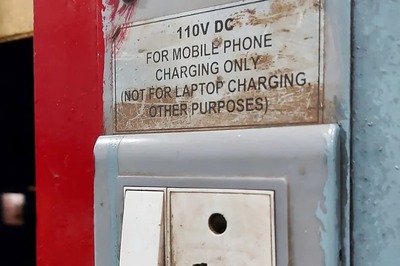 110V DC
FOR MOBILE PHONE
CHARGING ONLY
(NOT FOR LAPTOP CHARGING,
OTHER PURPOSES)